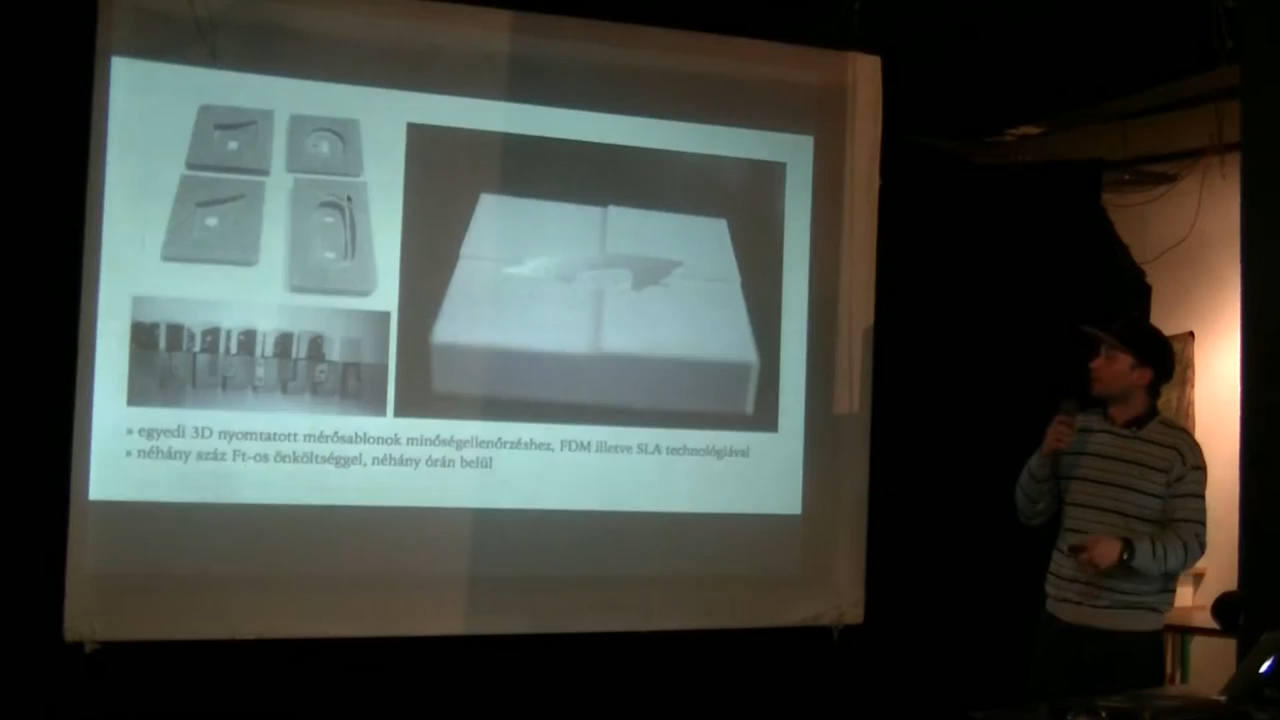 » egyedi 3D nyomtatott mérősablonok minőségellenőrzéshez, FDM illetve SLA technológiával
» néhány száz Ft-os önköltséggel, néhány órán belül